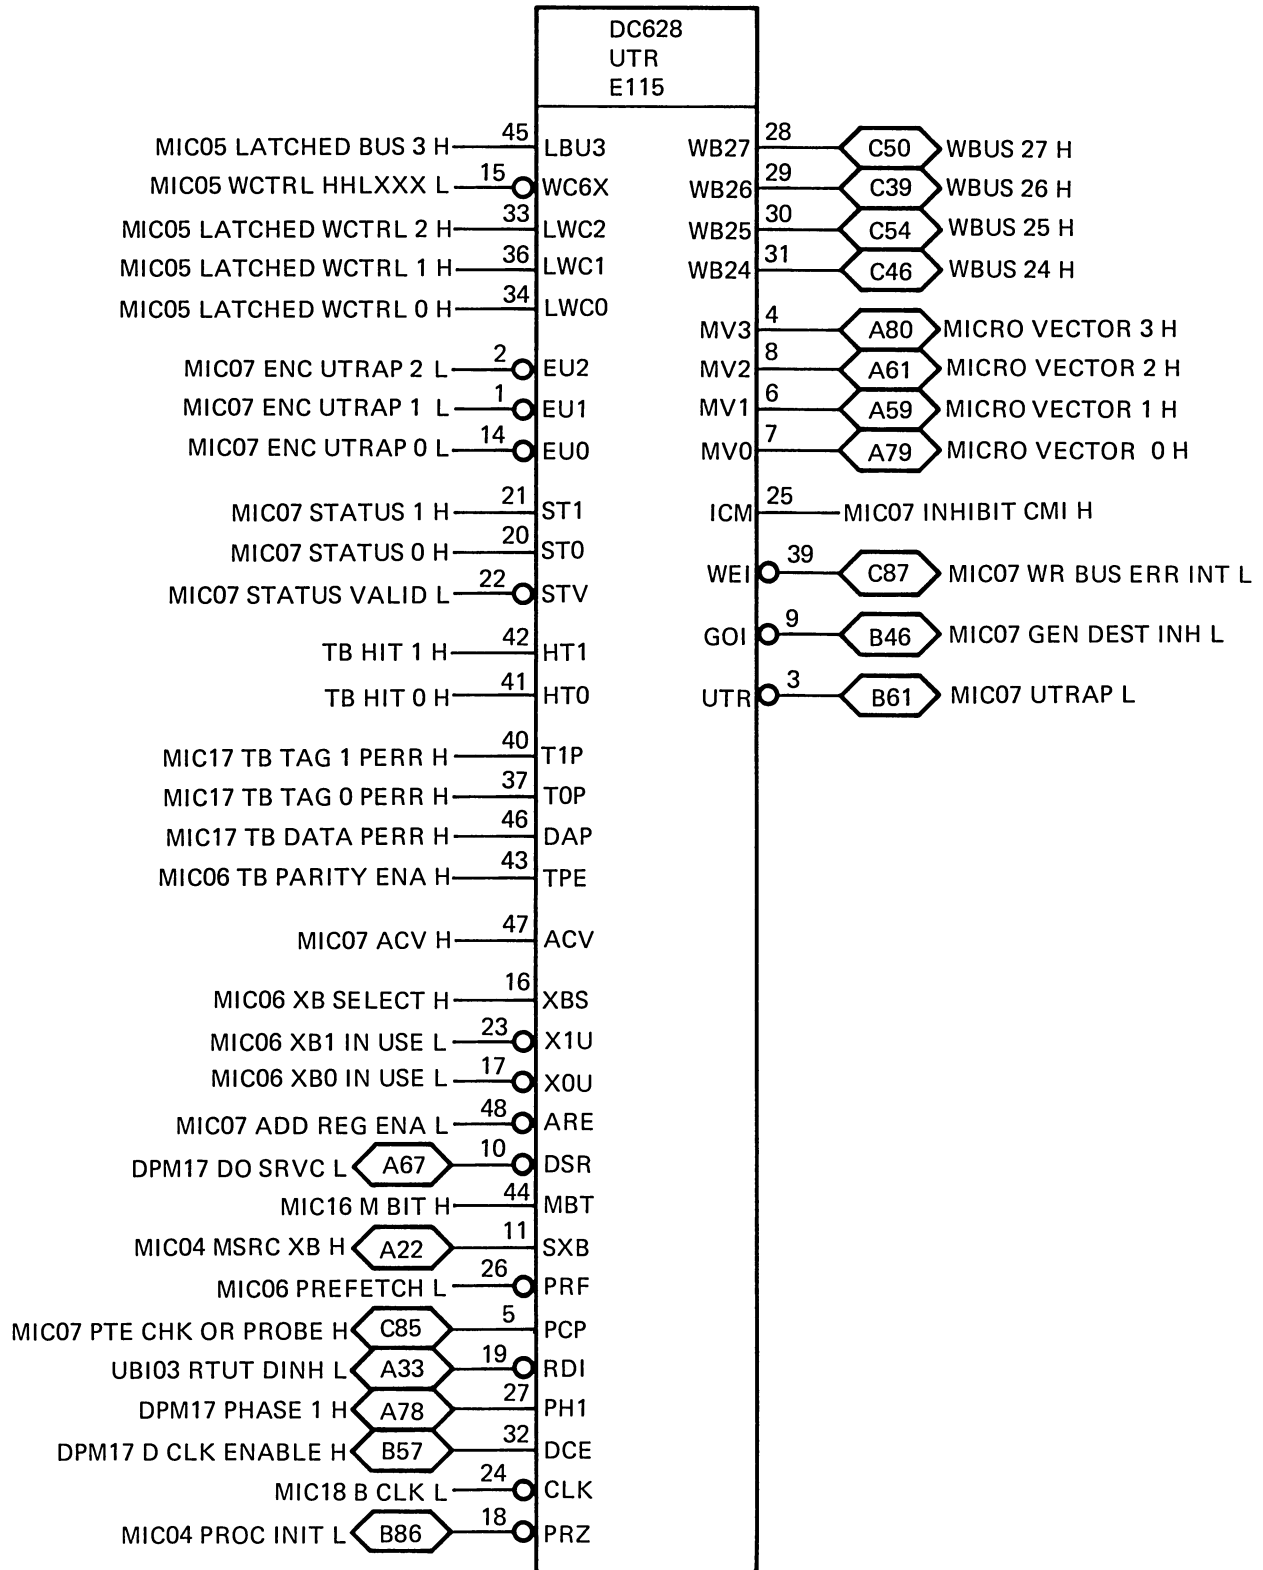 DC628
UTR
E115
MIC05 LATCHED BUS 3 H 45 LBU3
MIC05 WCTRL HHLXXX L 15 WC6X
MIC05 LATCHED WCTRL 2 H 33 LWC2
MIC05 LATCHED WCTRL 1 H 36 LWC1
MIC05 LATCHED WCTRL 0 H 34 LWC0
MIC07 ENC UTRAP 2 L 2 EU2
MIC07 ENC UTRAP 1 L 1 EU1
MIC07 ENC UTRAP 0 L 14 EU0
MIC07 STATUS 1 H 21 ST1
MIC07 STATUS 0 H 20 ST0
MIC07 STATUS VALID L 22 STV
TB HIT 1 H 42 HT1
TB HIT 0 H 41 HT0
MIC17 TB TAG 1 PERR H 40 T1P
MIC17 TB TAG 0 PERR H 37 T0P
MIC17 TB DATA PERR H 46 DAP
MIC06 TB PARITY ENA H 43 TPE
MIC07 ACV H 47 ACV
MIC06 XB SELECT H 16 XBS
MIC06 XB1 IN USE L 23 X1U
MIC06 XB0 IN USE L 17 X0U
MIC07 ADD REG ENA L 48 ARE
DPM17 DO SRVC L A67 10 DSR
MIC16 M BIT H 44 MBT
MIC04 MSRC XB H A22 11 SXB
MIC06 PREFETCH L 26 PRF
MIC07 PTE CHK OR PROBE H C85 5 PCP
UBI03 RTUT DINH L A33 19 RDI
DPM17 PHASE 1 H A78 27 PH1
DPM17 D CLK ENABLE H B57 32 DCE
MIC18 B CLK L 24 CLK
MIC04 PROC INIT L B86 18 PRZ
WB27 28 C50 WBUS 27 H
WB26 29 C39 WBUS 26 H
WB25 30 C54 WBUS 25 H
WB24 31 C46 WBUS 24 H
MV3 4 A80 MICRO VECTOR 3 H
MV2 8 A61 MICRO VECTOR 2 H
MV1 6 A59 MICRO VECTOR 1 H
MV0 7 A79 MICRO VECTOR 0 H
ICM 25 MIC07 INHIBIT CMI H
WEI 39 C87 MIC07 WR BUS ERR INT L
GOI 9 B46 MIC07 GEN DEST INH L
UTR 3 B61 MIC07 UTRAP L